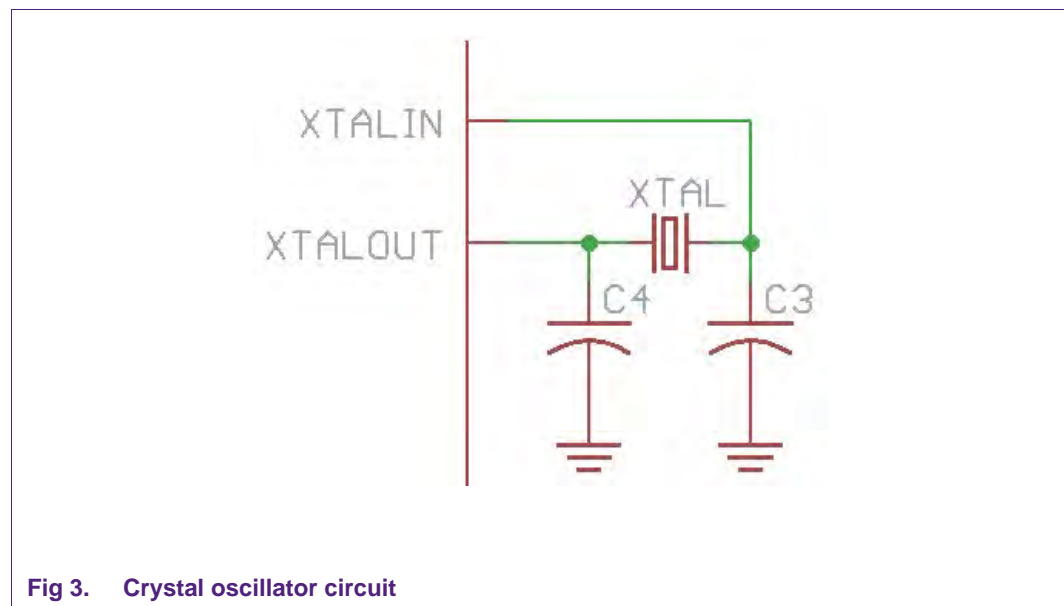 XTALIN
XTAL
XTALOUT
C4
C3
Fig 3. Crystal oscillator circuit